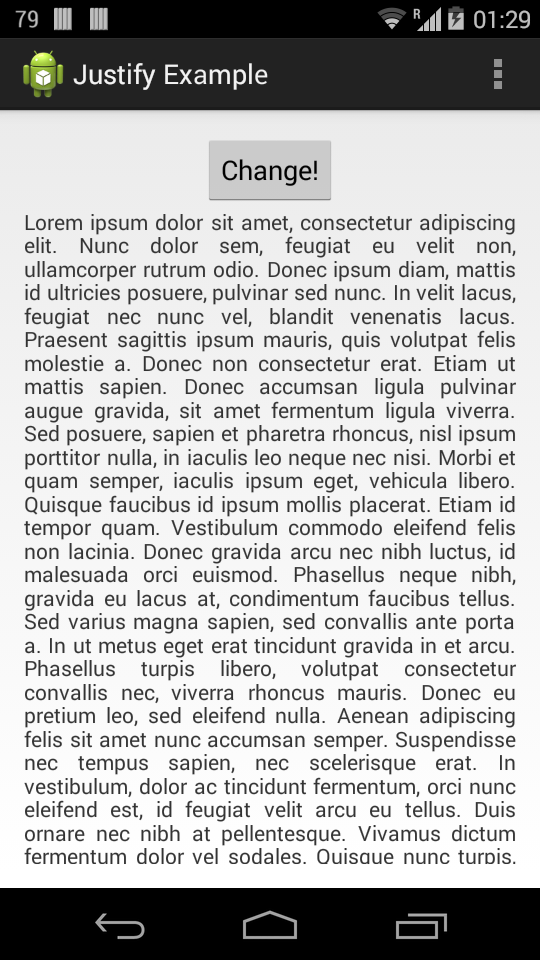 79
R
01:29
Justify Example
Change!
Lorem ipsum dolor sit amet, consectetur adipiscing
elit. Nunc dolor sem, feugiat eu velit non,
ullamcorper rutrum odio. Donec ipsum diam, mattis
id ultricies posuere, pulvinar sed nunc. In velit lacus,
feugiat nec nunc vel, blandit venenatis lacus.
Praesent sagittis ipsum mauris, quis volutpat felis
molestie a. Donec non consectetur erat. Etiam ut
mattis sapien. Donec accumsan ligula pulvinar
augue gravida, sit amet fermentum ligula viverra.
Sed posuere, sapien et pharetra rhoncus, nisl ipsum
porttitor nulla, in iaculis leo neque nec nisi. Morbi et
quam semper, iaculis ipsum eget, vehicula libero.
Quisque faucibus id ipsum mollis placerat. Etiam id
tempor quam. Vestibulum commodo eleifend felis
non lacinia. Donec gravida arcu nec nibh luctus, id
malesuada orci euismod. Phasellus neque nibh,
gravida eu lacus at, condimentum faucibus tellus.
Sed varius magna sapien, sed convallis ante porta
a. In ut metus eget erat tincidunt gravida in et arcu.
Phasellus turpis libero, volutpat consectetur
convallis nec, viverra rhoncus mauris. Donec eu
pretium leo, sed eleifend nulla. Aenean adipiscing
felis sit amet nunc accumsan semper. Suspendisse
nec tempus sapien, nec scelerisque erat. In
vestibulum, dolor ac tincidunt fermentum, orci nunc
eleifend est, id feugiat velit arcu eu tellus. Duis
ornare nec nibh at pellentesque. Vivamus dictum
fermentum dolor vel sodales. Quisque nunc turpis,